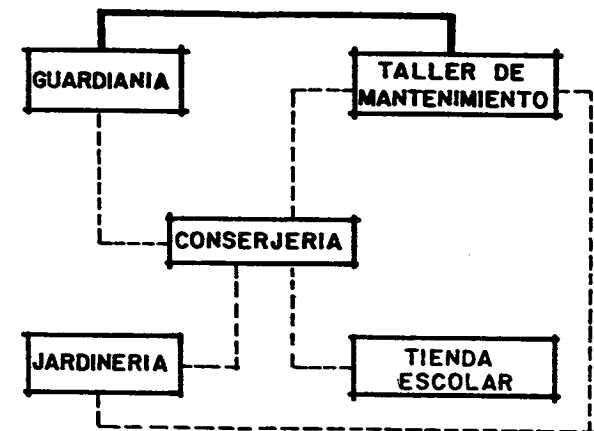 GUARDIANIA
TALLER DE
MANTENIMIENTO
CONSERJERIA
JARDINERIA
TIENDA
ESCOLAR